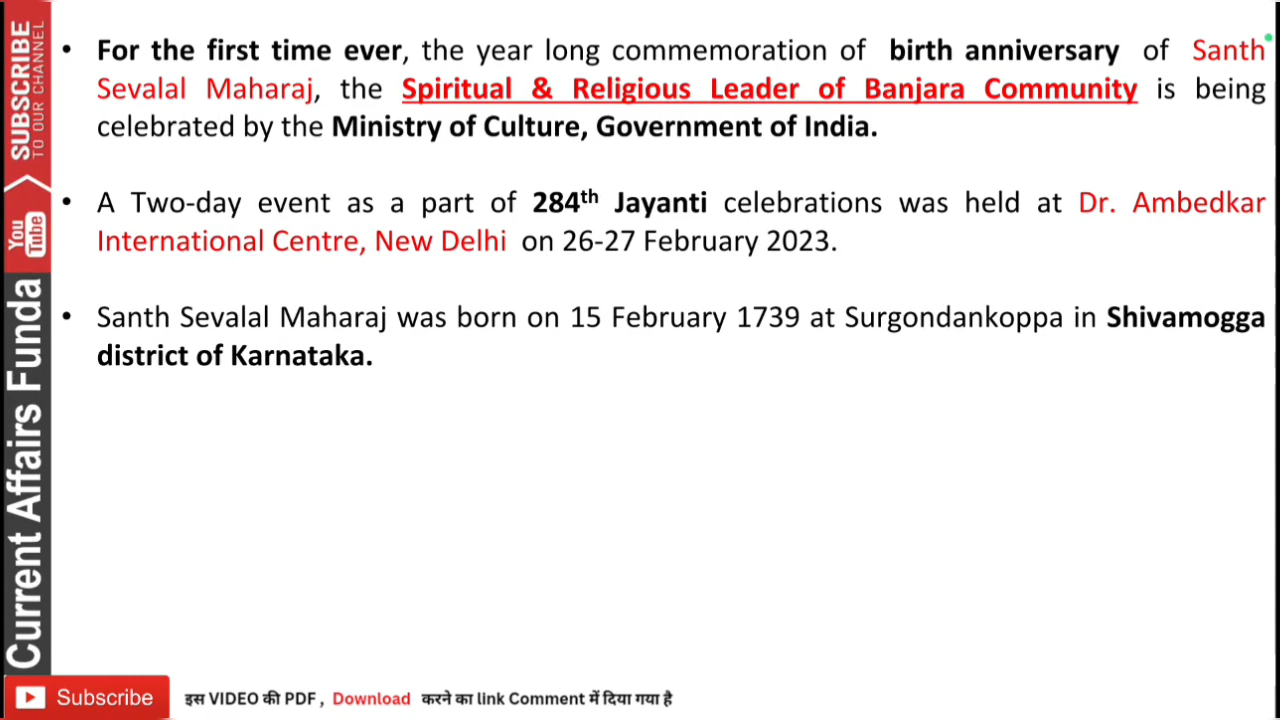 • For the first time ever, the year long commemoration of birth anniversary of Santh
Sevalal Maharaj, the Spiritual & Religious Leader of Banjara Community is being
celebrated by the Ministry of Culture, Government of India.
• A Two-day event as a part of 284th Jayanti celebrations was held at Dr. Ambedkar
International Centre, New Delhi on 26-27 February 2023.
• Santh Sevalal Maharaj was born on 15 February 1739 at Surgondankoppa in Shivamogga
district of Karnataka.
SUBSCRIBE
TO OUR CHANNEL
You
Tube
Current Affairs Funda
Subscribe
इस VIDEO की PDF , Download करने का link Comment में दिया गया है